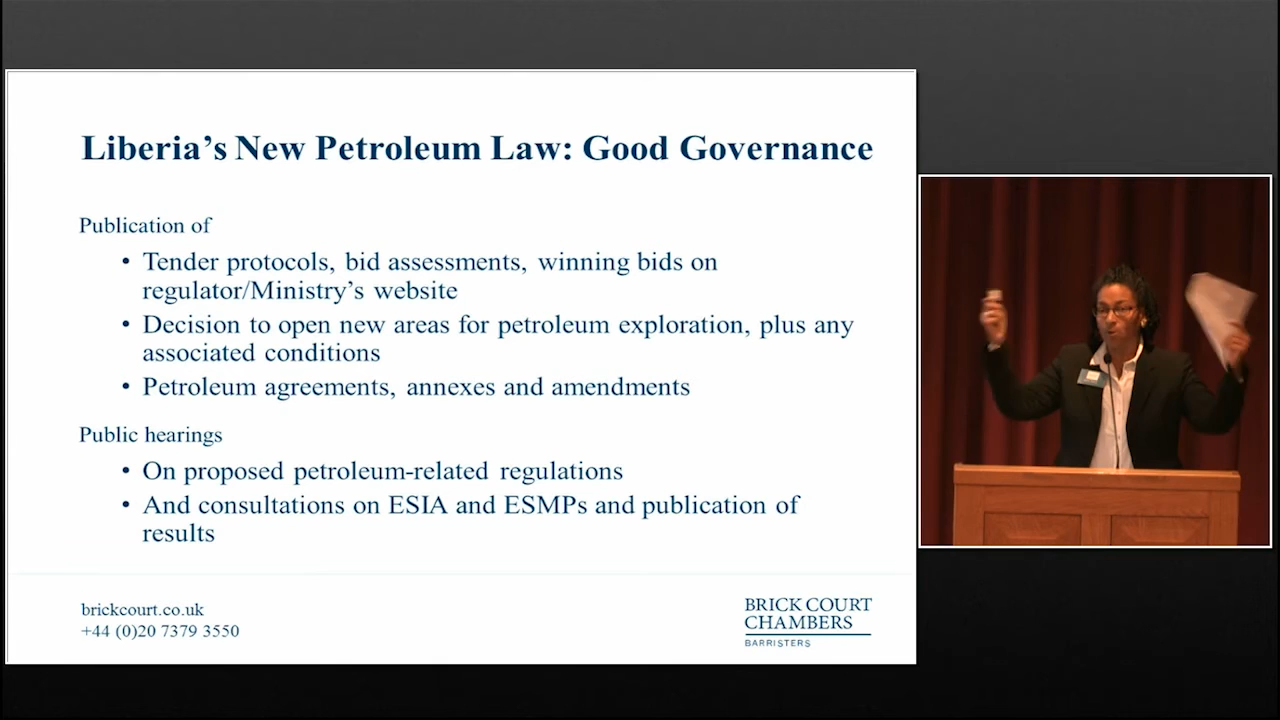 Liberia’s New Petroleum Law: Good Governance
Publication of
• Tender protocols, bid assessments, winning bids on
regulator/Ministry’s website
• Decision to open new areas for petroleum exploration, plus any
associated conditions
• Petroleum agreements, annexes and amendments
Public hearings
• On proposed petroleum-related regulations
• And consultations on ESIA and ESMPs and publication of
results
brickcourt.co.uk
+44 (0)20 7379 3550
BRICK COURT
CHAMBERS
BARRISTERS